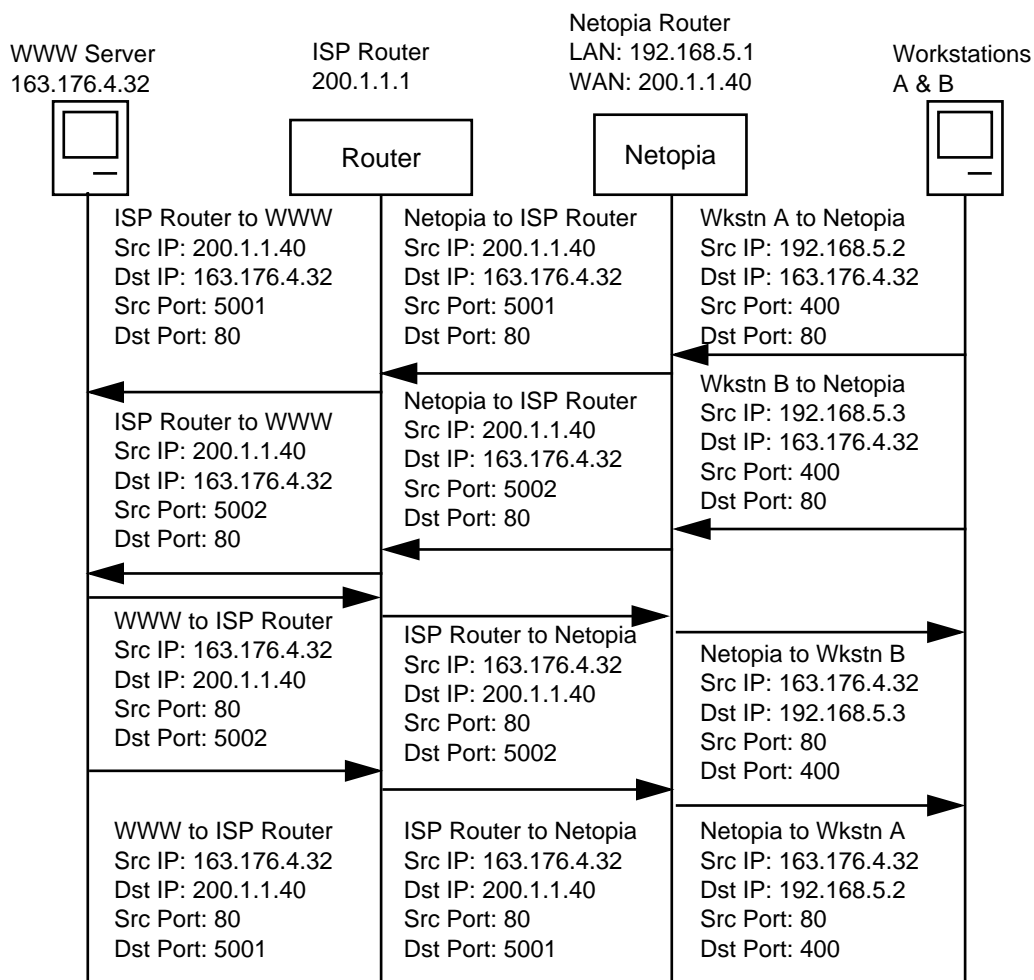 WWW Server
163.176.4.32
ISP Router
200.1.1.1
Netopia Router
LAN: 192.168.5.1
WAN: 200.1.1.40
Workstations
A & B
Router
Netopia
ISP Router to WWW
Src IP: 200.1.1.40
Dst IP: 163.176.4.32
Src Port: 5001
Dst Port: 80
Netopia to ISP Router
Src IP: 200.1.1.40
Dst IP: 163.176.4.32
Src Port: 5001
Dst Port: 80
Wkstn A to Netopia
Src IP: 192.168.5.2
Dst IP: 163.176.4.32
Src Port: 400
Dst Port: 80
ISP Router to WWW
Src IP: 200.1.1.40
Dst IP: 163.176.4.32
Src Port: 5002
Dst Port: 80
Netopia to ISP Router
Src IP: 200.1.1.40
Dst IP: 163.176.4.32
Src Port: 5002
Dst Port: 80
Wkstn B to Netopia
Src IP: 192.168.5.3
Dst IP: 163.176.4.32
Src Port: 400
Dst Port: 80
WWW to ISP Router
Src IP: 163.176.4.32
Dst IP: 200.1.1.40
Src Port: 80
Dst Port: 5002
ISP Router to Netopia
Src IP: 163.176.4.32
Dst IP: 200.1.1.40
Src Port: 80
Dst Port: 5002
Netopia to Wkstn B
Src IP: 163.176.4.32
Dst IP: 192.168.5.3
Src Port: 80
Dst Port: 400
WWW to ISP Router
Src IP: 163.176.4.32
Dst IP: 200.1.1.40
Src Port: 80
Dst Port: 5001
ISP Router to Netopia
Src IP: 163.176.4.32
Dst IP: 200.1.1.40
Src Port: 80
Dst Port: 5001
Netopia to Wkstn A
Src IP: 163.176.4.32
Dst IP: 192.168.5.2
Src Port: 80
Dst Port: 400